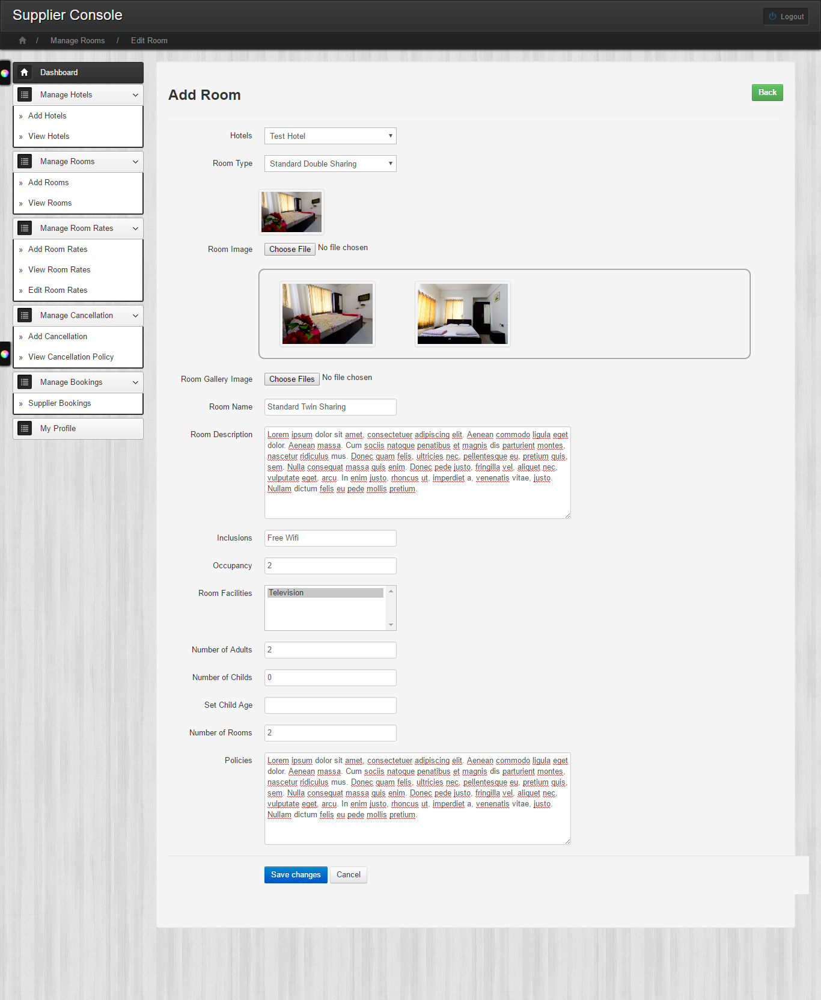 Supplier Console
Logout
/ Manage Rooms / Edit Room
Dashboard
Manage Hotels
» Add Hotels
» View Hotels
Manage Rooms
» Add Rooms
» View Rooms
Manage Room Rates
» Add Room Rates
» View Room Rates
» Edit Room Rates
Manage Cancellation
» Add Cancellation
» View Cancellation Policy
Manage Bookings
» Supplier Bookings
My Profile
Add Room
Back
Hotels Test Hotel
Room Type Standard Double Sharing
Room Image Choose File No file chosen
Room Gallery Image Choose Files No file chosen
Room Name Standard Twin Sharing
Room Description Lorem ipsum dolor sit amet, consectetuer adipiscing elit. Aenean commodo ligula eget
dolor. Aenean massa. Cum sociis natoque penatibus et magnis dis parturient montes,
nascetur ridiculus mus. Donec quam felis, ultricies nec, pellentesque eu, pretium quis,
sem. Nulla consequat massa quis enim. Donec pede justo, fringilla vel, aliquet nec,
vulputate eget, arcu. In enim justo, rhoncus ut, imperdiet a, venenatis vitae, justo.
Nullam dictum felis eu pede mollis pretium.
Inclusions Free Wifi
Occupancy 2
Room Facilities Television
Number of Adults 2
Number of Childs 0
Set Child Age
Number of Rooms 2
Policies Lorem ipsum dolor sit amet, consectetuer adipiscing elit. Aenean commodo ligula eget
dolor. Aenean massa. Cum sociis natoque penatibus et magnis dis parturient montes,
nascetur ridiculus mus. Donec quam felis, ultricies nec, pellentesque eu, pretium quis,
sem. Nulla consequat massa quis enim. Donec pede justo, fringilla vel, aliquet nec,
vulputate eget, arcu. In enim justo, rhoncus ut, imperdiet a, venenatis vitae, justo.
Nullam dictum felis eu pede mollis pretium.
Save changes Cancel